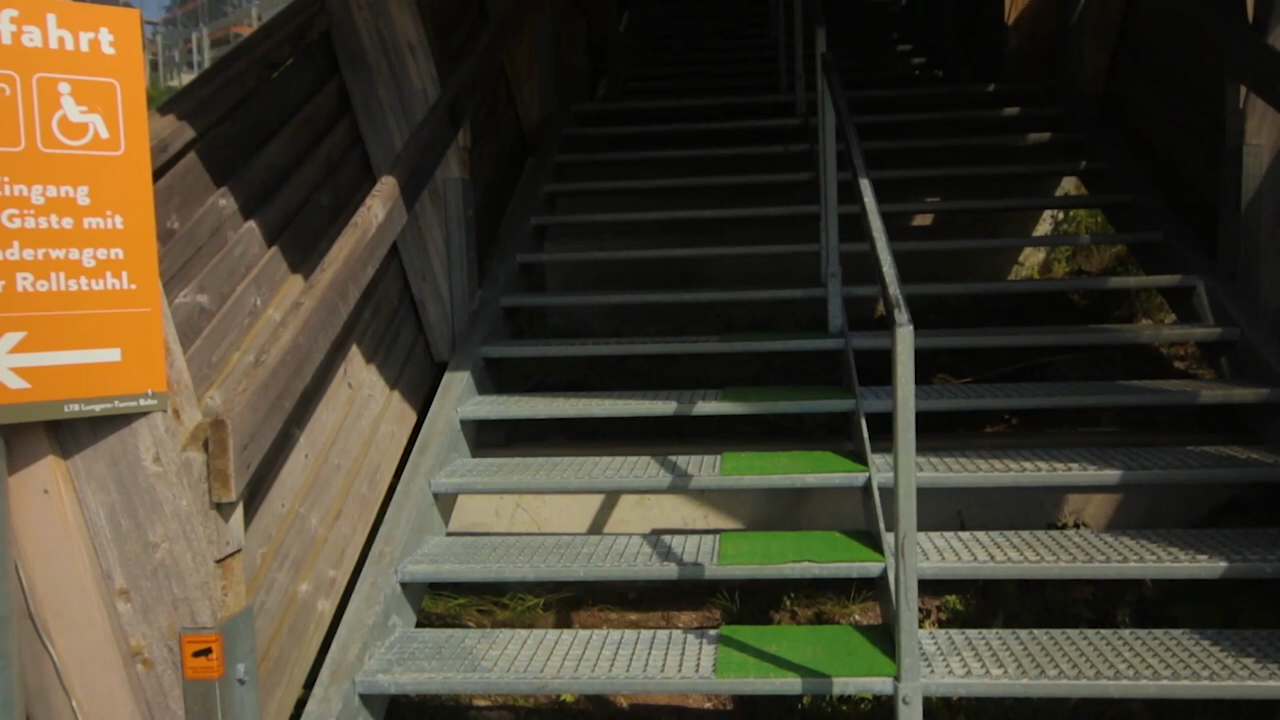 fahrt
Eingang
Gäste mit
nderwagen
r Rollstuhl.
LTB Lungern-Turren Bahn